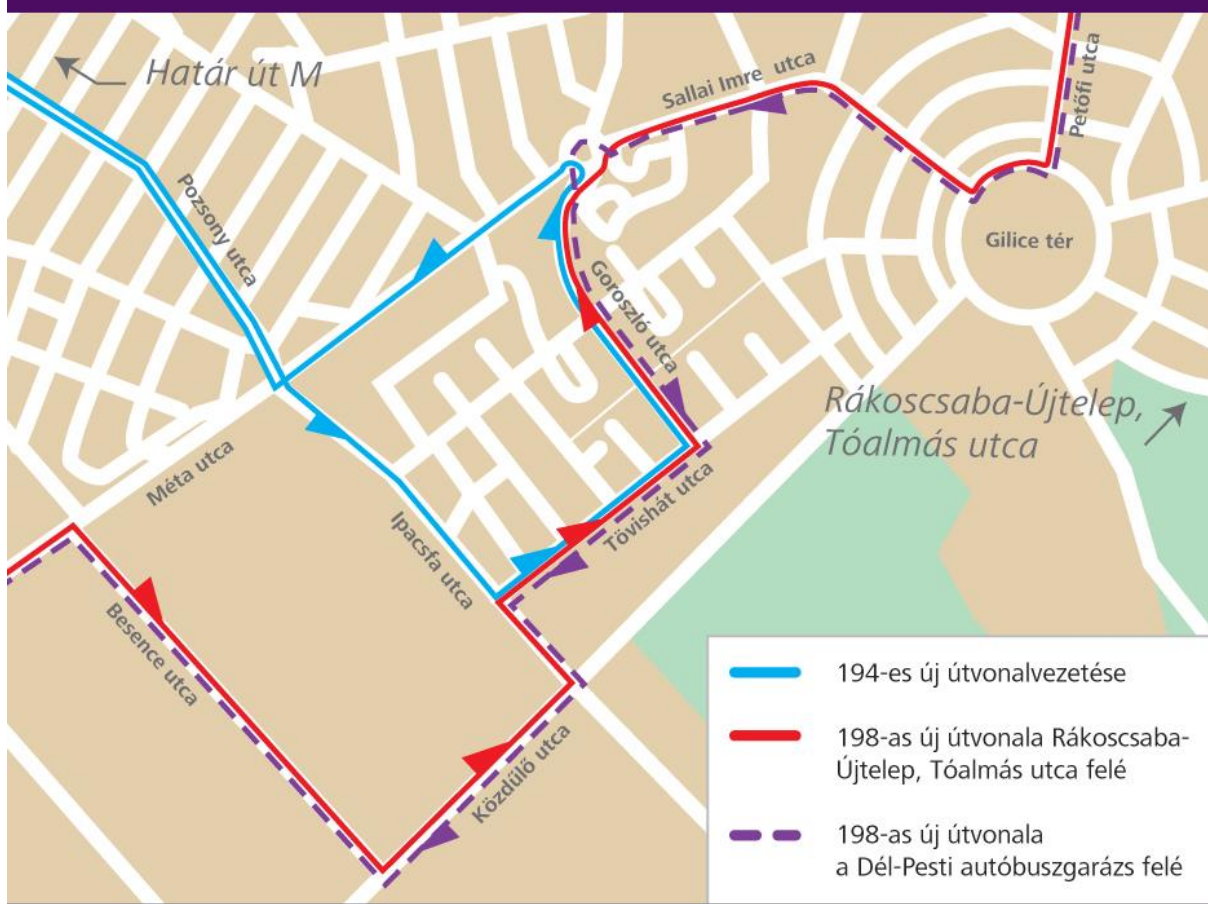 Határ út M
Sallai Imre utca
Petőfi utca
Pozsony utca
Gilice tér
Goroszló utca
Rákoscsaba-Újtelep,
Tóalmás utca
Méta utca
Tövishát utca
Ipacsfa utca
Besence utca
Közdűlő utca
194-es új útvonalvezetése
198-as új útvonala Rákoscsaba-
Újtelep, Tóalmás utca felé
198-as új útvonala
a Dél-Pesti autóbuszgarázs felé